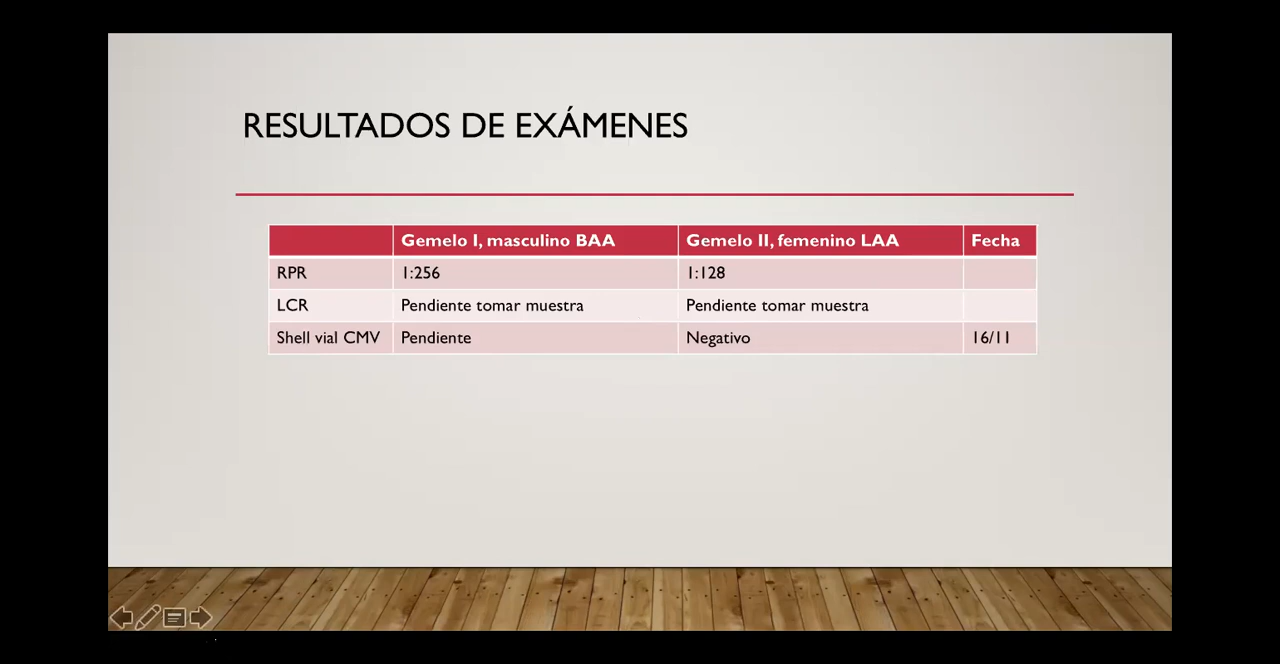 RESULTADOS DE EXÁMENES
Gemelo I, masculino BAA Gemelo II, femenino LAA Fecha
RPR 1:256 1:128
LCR Pendiente tomar muestra Pendiente tomar muestra
Shell vial CMV Pendiente Negativo 16/11